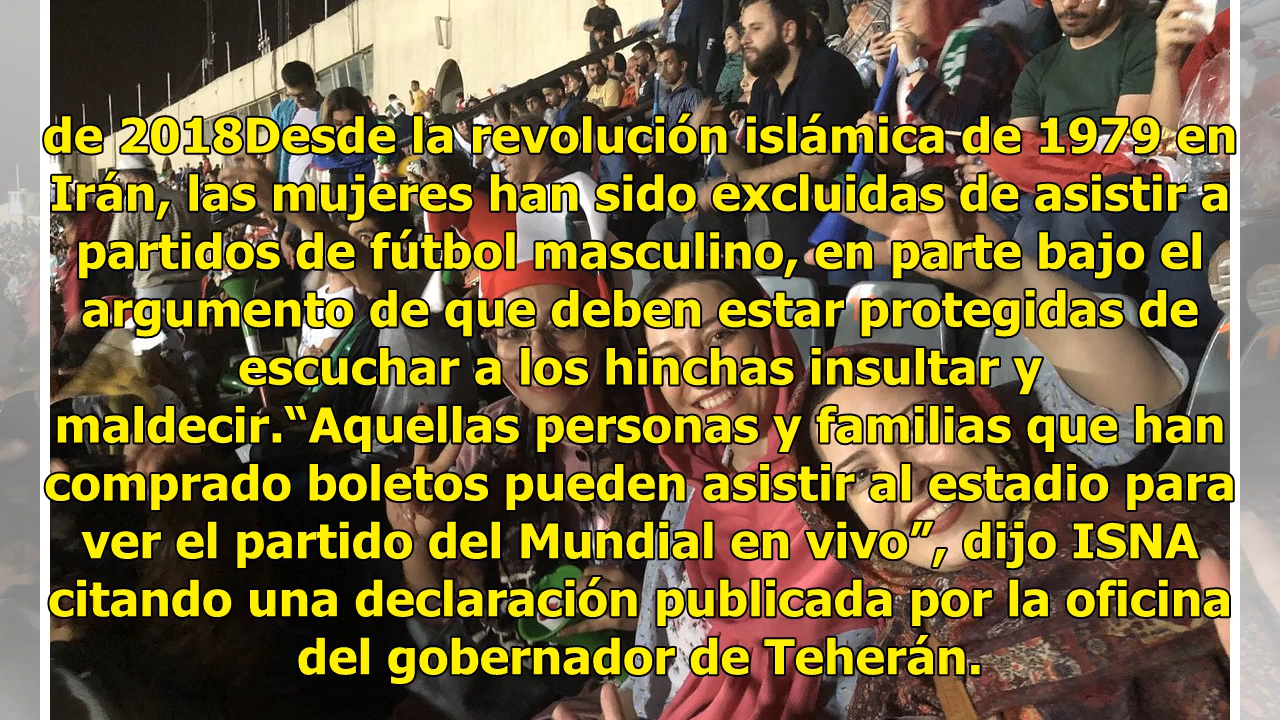 de 2018Desde la revolución islámica de 1979 en
Irán, las mujeres han sido excluidas de asistir a
partidos de fútbol masculino, en parte bajo el
argumento de que deben estar protegidas de
escuchar a los hinchas insultar y
maldecir.“Aquellas personas y familias que han
comprado boletos pueden asistir al estadio para
ver el partido del Mundial en vivo”, dijo ISNA
citando una declaración publicada por la oficina
del gobernador de Teherán.